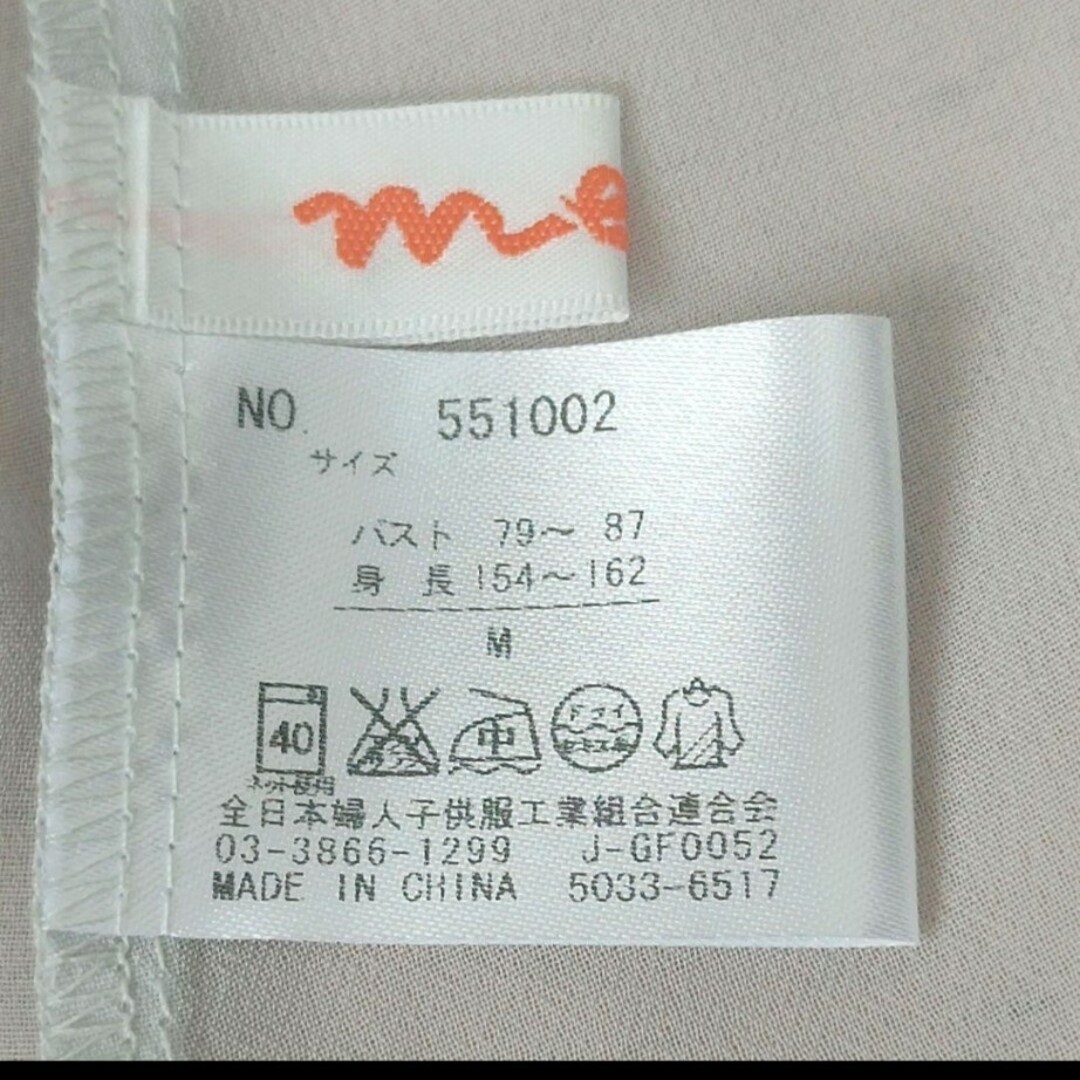 NO. 551002
サイズ
バスト 79〜 87
身 長 154〜162
M
40 中 ドライ
ネット使用
全日本婦人子供服工業組合連合会
03-3866-1299 J-GF0052
MADE IN CHINA 5033-6517